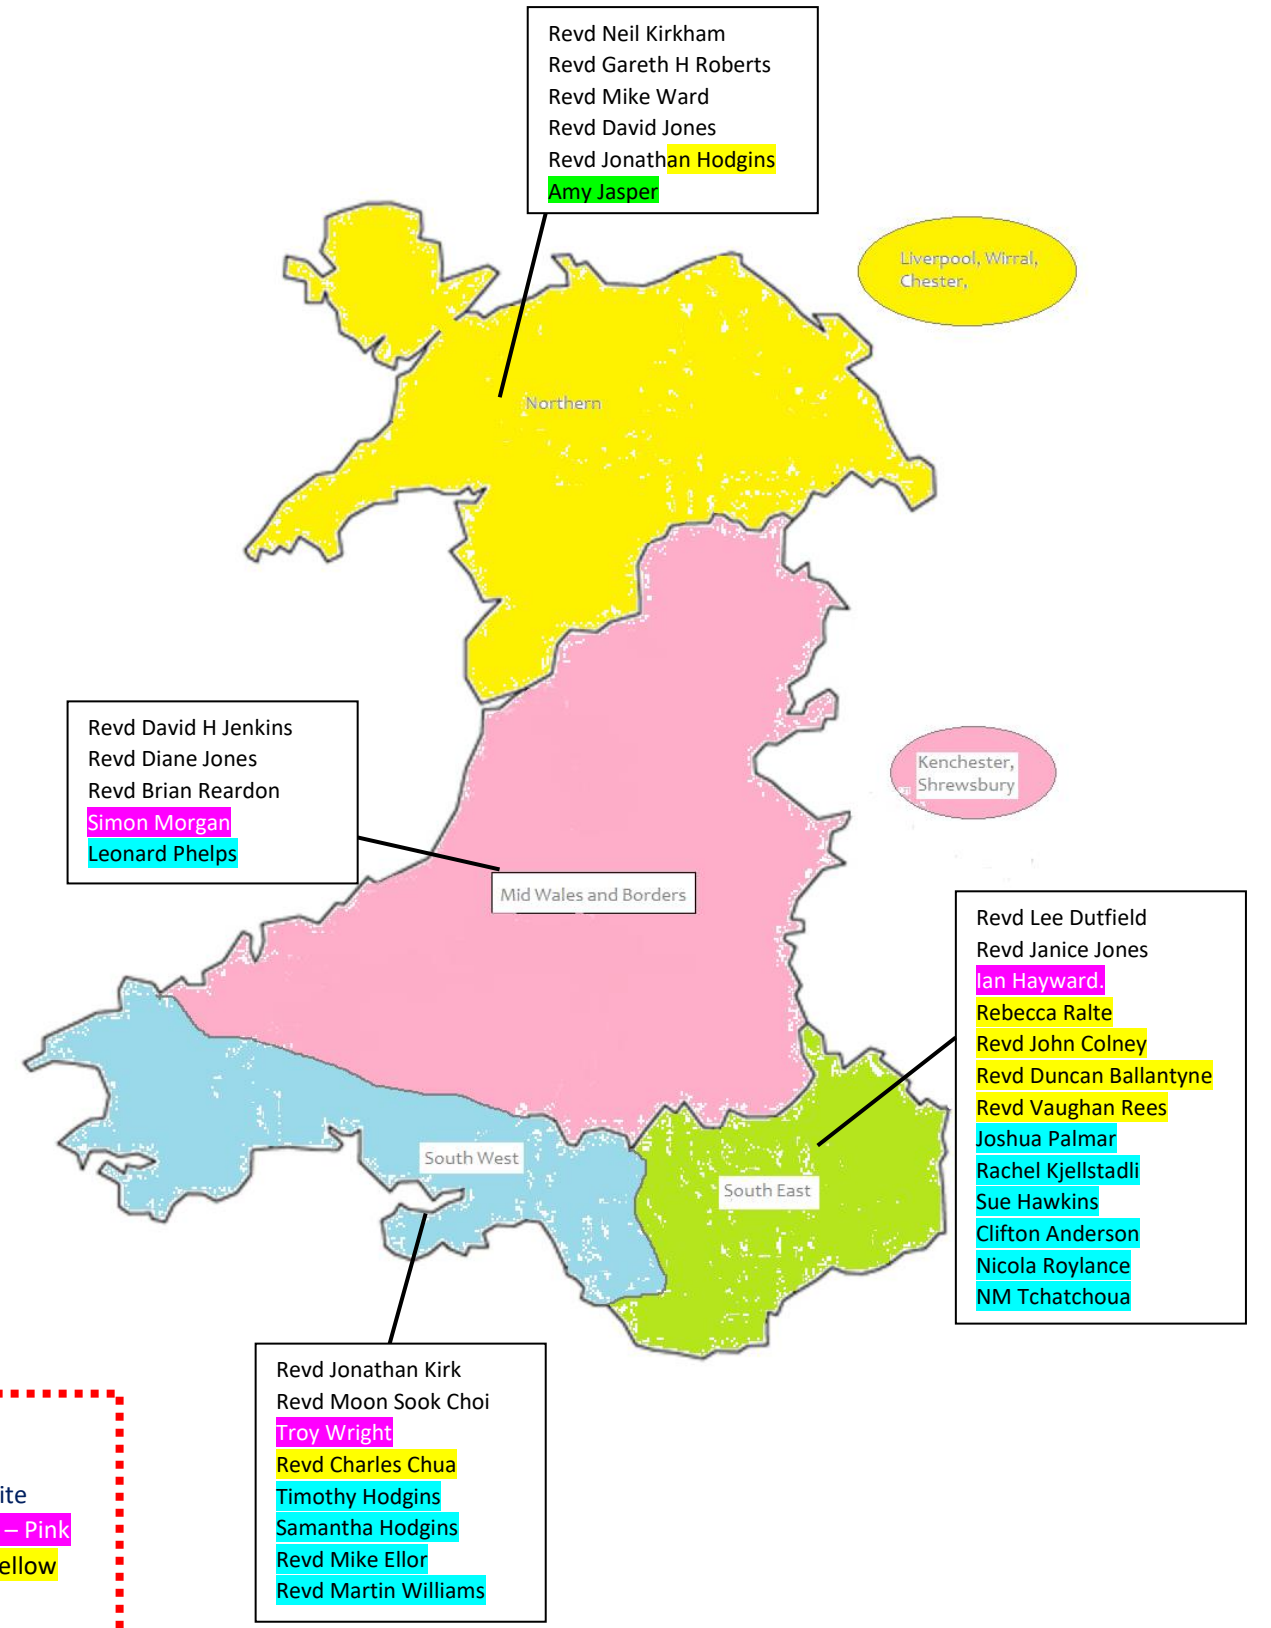 Revd Neil Kirkham
Revd Gareth H Roberts
Revd Mike Ward
Revd David Jones
Revd Jonathan Hodgins
Amy Jasper
Liverpool, Wirral,
Chester,
Northern
Revd David H Jenkins
Revd Diane Jones
Revd Brian Reardon
Simon Morgan
Leonard Phelps
Kenchester,
Shrewsbury
Mid Wales and Borders
Revd Lee Dutfield
Revd Janice Jones
Ian Hayward.
Rebecca Ralte
Revd John Colney
Revd Duncan Ballantyne
Revd Vaughan Rees
Joshua Palmar
Rachel Kjellstadli
Sue Hawkins
Clifton Anderson
Nicola Roylance
NM Tchatchoua
South West
South East
Revd Jonathan Kirk
Revd Moon Sook Choi
Troy Wright
Revd Charles Chua
Timothy Hodgins
Samantha Hodgins
Revd Mike Ellor
Revd Martin Williams
ite
– Pink
ellow